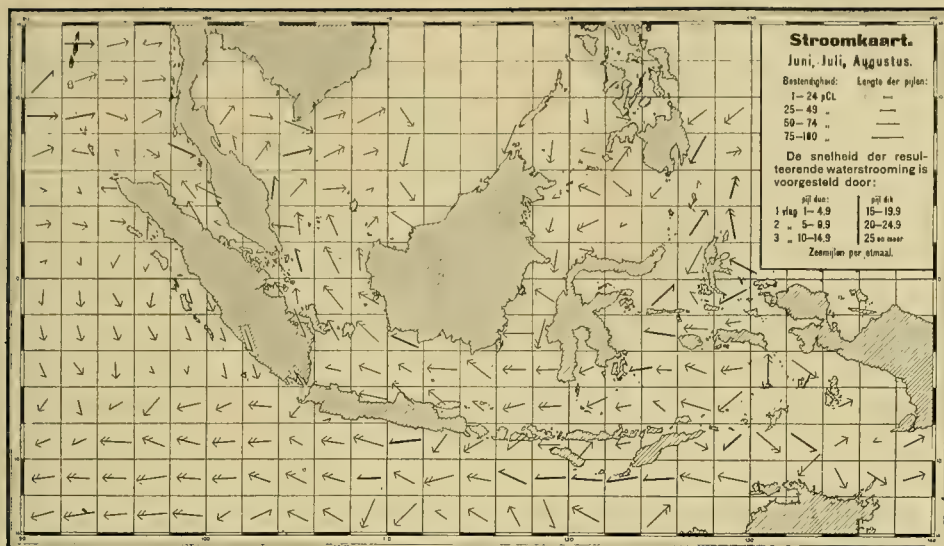 Stroomkaart.
Juni, Juli, Augustus.
Bestendigheid: Lengte der pijlen:
1– 24 pCt.
25– 49 „
50– 74 „
75–100 „
De snelheid der resul-
teerende waterstrooming is
voorgesteld door:
pijl dun: pijl dik
1 vlag 1– 4.9 15–19.9
2 „ 5– 9.9 20–24.9
3 „ 10–14.9 25 en meer
Zeemijlen per etmaal.